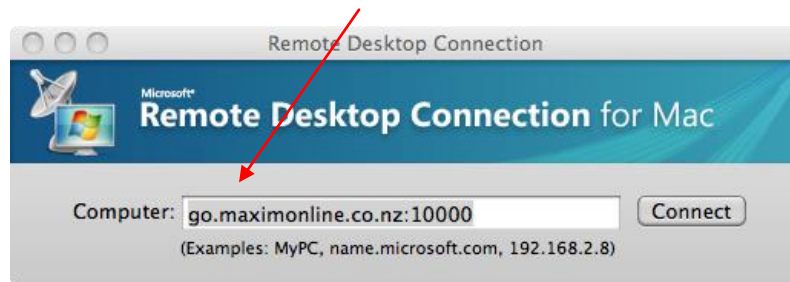 Remote Desktop Connection
Microsoft®
Remote Desktop Connection for Mac
Computer: go.maximonline.co.nz:10000 Connect
(Examples: MyPC, name.microsoft.com, 192.168.2.8)